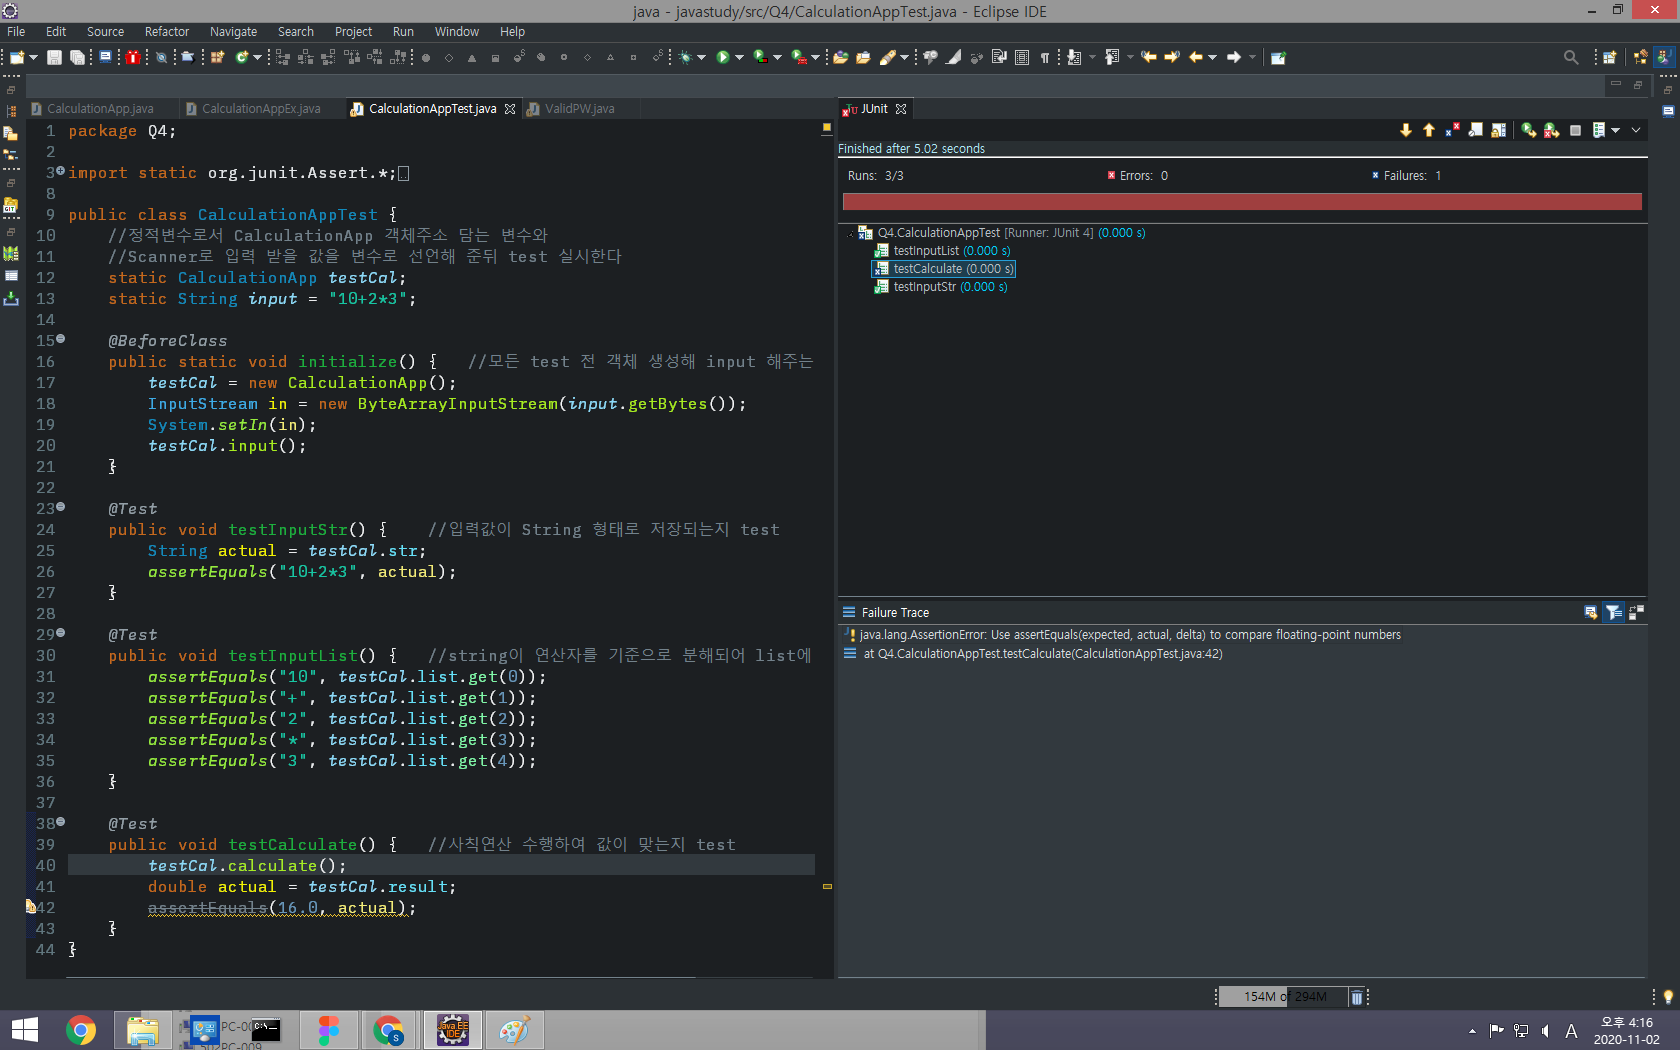 java - javastudy/src/Q4/CalculationAppTest.java - Eclipse IDE
File Edit Source Refactor Navigate Search Project Run Window Help
CalculationApp.java CalculationAppEx.java CalculationAppTest.java ValidPW.java
1 package Q4;
2
3 import static org.junit.Assert.*;
8
9 public class CalculationAppTest {
10 //정적변수로서 CalculationApp 객체주소 담는 변수와
11 //Scanner로 입력 받을 값을 변수로 선언해 준뒤 test 실시한다
12 static CalculationApp testCal;
13 static String input = "10+2*3";
14
15 @BeforeClass
16 public static void initialize() { //모든 test 전 객체 생성해 input 해주는
17 testCal = new CalculationApp();
18 InputStream in = new ByteArrayInputStream(input.getBytes());
19 System.setIn(in);
20 testCal.input();
21 }
22
23 @Test
24 public void testInputStr() { //입력값이 String 형태로 저장되는지 test
25 String actual = testCal.str;
26 assertEquals("10+2*3", actual);
27 }
28
29 @Test
30 public void testInputList() { //string이 연산자를 기준으로 분해되어 list에
31 assertEquals("10", testCal.list.get(0));
32 assertEquals("+", testCal.list.get(1));
33 assertEquals("2", testCal.list.get(2));
34 assertEquals("*", testCal.list.get(3));
35 assertEquals("3", testCal.list.get(4));
36 }
37
38 @Test
39 public void testCalculate() { //사칙연산 수행하여 값이 맞는지 test
40 testCal.calculate();
41 double actual = testCal.result;
42 assertEquals(16.0, actual);
43 }
44 }
JUnit
Finished after 5.02 seconds
Runs: 3/3 Errors: 0 Failures: 1
Q4.CalculationAppTest [Runner: JUnit 4] (0.000 s)
testInputList (0.000 s)
testCalculate (0.000 s)
testInputStr (0.000 s)
Failure Trace
java.lang.AssertionError: Use assertEquals(expected, actual, delta) to compare floating-point numbers
at Q4.CalculationAppTest.testCalculate(CalculationAppTest.java:42)
154M of 294M
Java EE
IDE
A
오후 4:16
2020-11-02